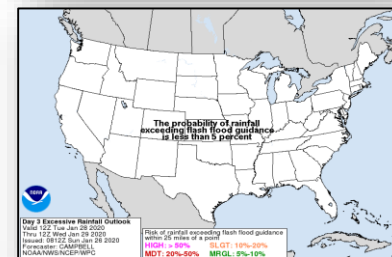 The probability of rainfall
exceeding flash flood guidance
is less than 5 percent
NOAA
Day 3 Excessive Rainfall Outlook
Valid 12Z Tue Jan 28 2020
Thru 12Z Wed Jan 29 2020
Issued: 0812Z Sun Jan 26 2020
Forecaster: CAMPBELL
NOAA/NWS/NCEP/WPC
Risk of rainfall exceeding flash flood guidance
within 25 miles of a point
HIGH: > 50% SLGT: 10%-20%
MDT: 20%-50% MRGL: 5%-10%